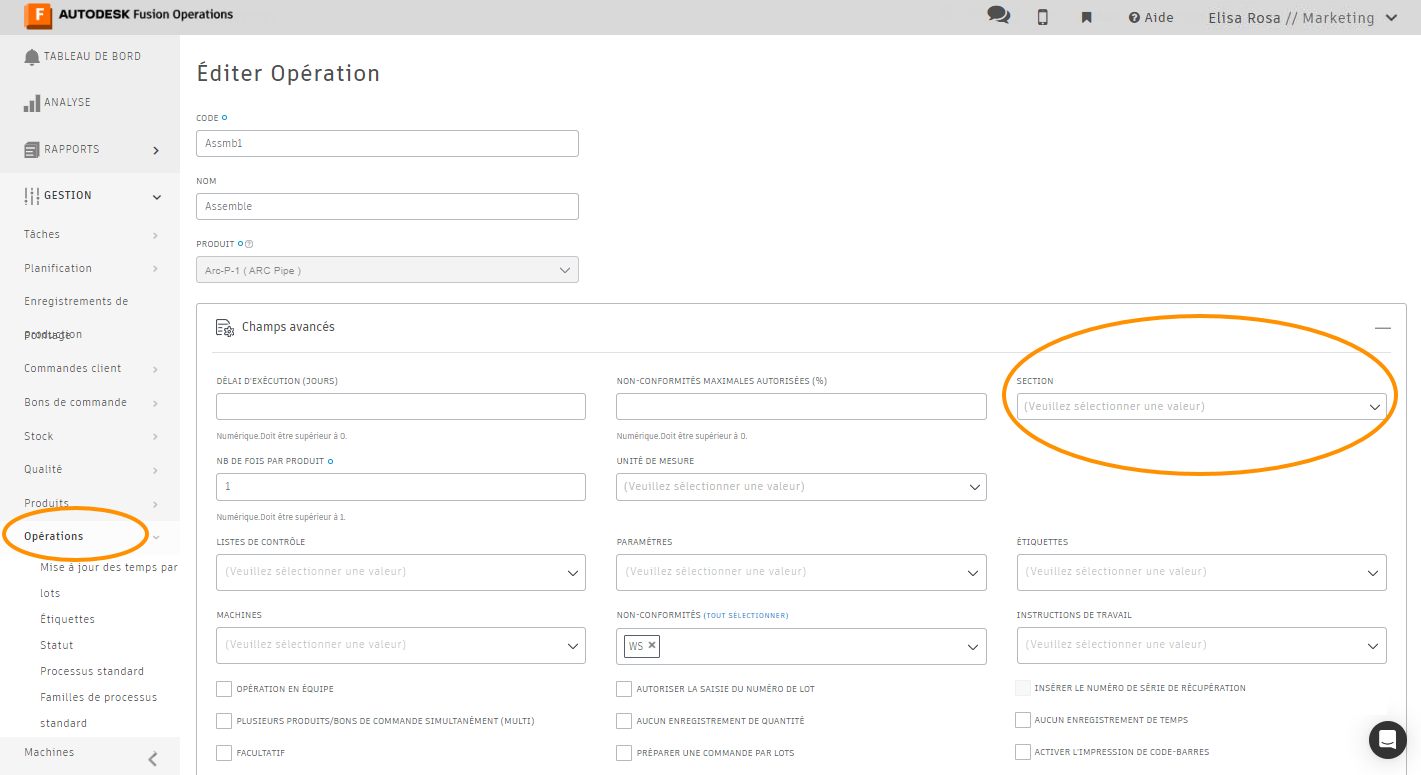 F AUTODESK Fusion Operations
Aide
Elisa Rosa // Marketing
TABLEAU DE BORD
ANALYSE
RAPPORTS
GESTION
Tâches
Planification
Enregistrements de
production
Pointage
Commandes client
Bons de commande
Stock
Qualité
Produits
Opérations
Mise à jour des temps par
lots
Étiquettes
Statut
Processus standard
Familles de processus
standard
Machines
Éditer Opération
CODE
Assmb1
NOM
Assemble
PRODUIT
Arc-P-1 ( ARC Pipe )
Champs avancés
DÉLAI D'EXÉCUTION (JOURS)
NON-CONFORMITÉS MAXIMALES AUTORISÉES (%)
SECTION
(Veuillez sélectionner une valeur)
Numérique.Doit être supérieur à 0.
Numérique.Doit être supérieur à 0.
NB DE FOIS PAR PRODUIT
UNITÉ DE MESURE
1
(Veuillez sélectionner une valeur)
Numérique.Doit être supérieur à 1.
LISTES DE CONTRÔLE
PARAMÈTRES
ÉTIQUETTES
(Veuillez sélectionner une valeur)
(Veuillez sélectionner une valeur)
(Veuillez sélectionner une valeur)
MACHINES
NON-CONFORMITÉS (TOUT SÉLECTIONNER)
INSTRUCTIONS DE TRAVAIL
(Veuillez sélectionner une valeur)
WS
(Veuillez sélectionner une valeur)
OPÉRATION EN ÉQUIPE
AUTORISER LA SAISIE DU NUMÉRO DE LOT
INSÉRER LE NUMÉRO DE SÉRIE DE RÉCUPÉRATION
PLUSIEURS PRODUITS/BONS DE COMMANDE SIMULTANÉMENT (MULTI)
AUCUN ENREGISTREMENT DE QUANTITÉ
AUCUN ENREGISTREMENT DE TEMPS
FACULTATIF
PRÉPARER UNE COMMANDE PAR LOTS
ACTIVER L'IMPRESSION DE CODE-BARRES